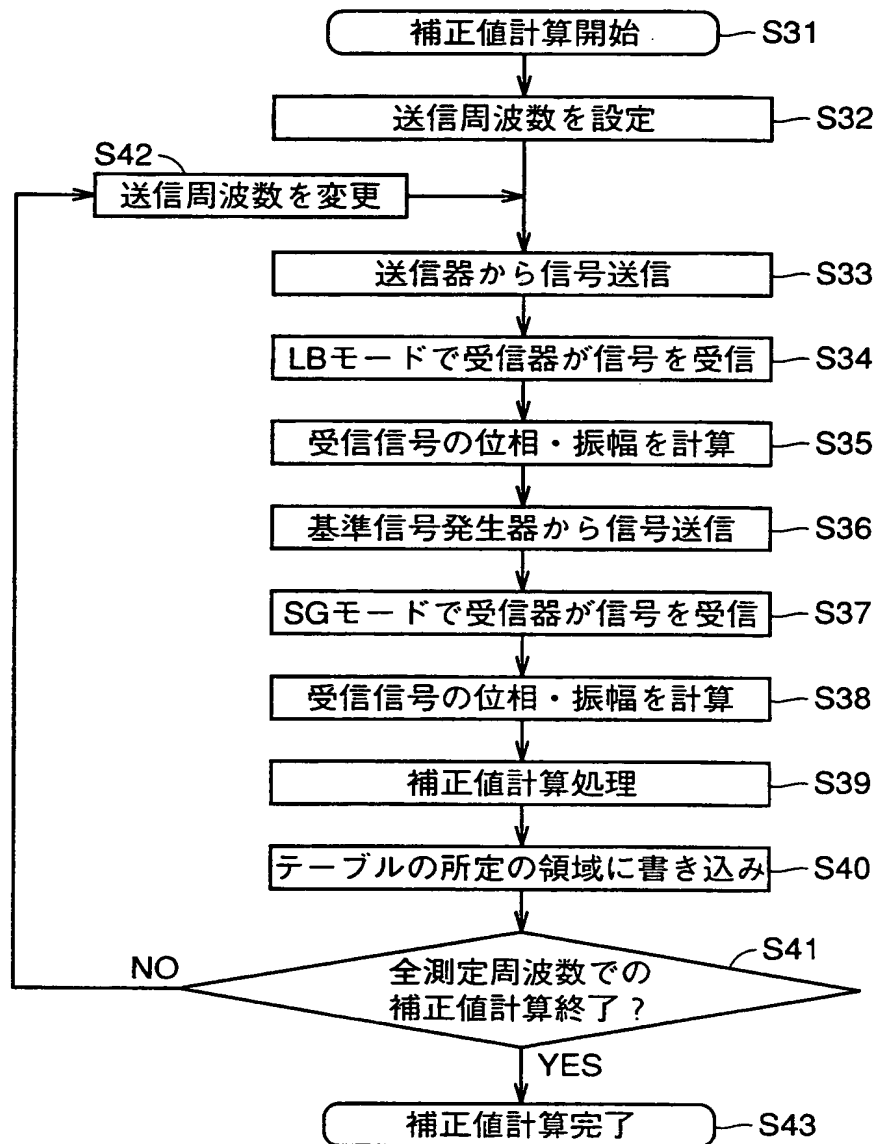 補正値計算開始 S31
送信周波数を設定 S32
S42
送信周波数を変更
送信器から信号送信 S33
LBモードで受信器が信号を受信 S34
受信信号の位相・振幅を計算 S35
基準信号発生器から信号送信 S36
SGモードで受信器が信号を受信 S37
受信信号の位相・振幅を計算 S38
補正値計算処理 S39
テーブルの所定の領域に書き込み S40
S41
NO
全測定周波数での
補正値計算終了?
YES
補正値計算完了 S43